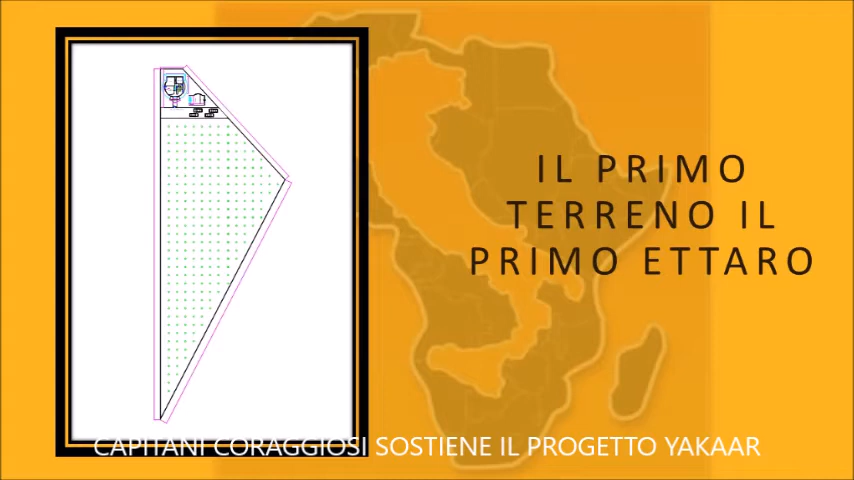 IL PRIMO
TERRENO IL
PRIMO ETTARO
CAPITANI CORAGGIOSI SOSTIENE IL PROGETTO YAKAAR